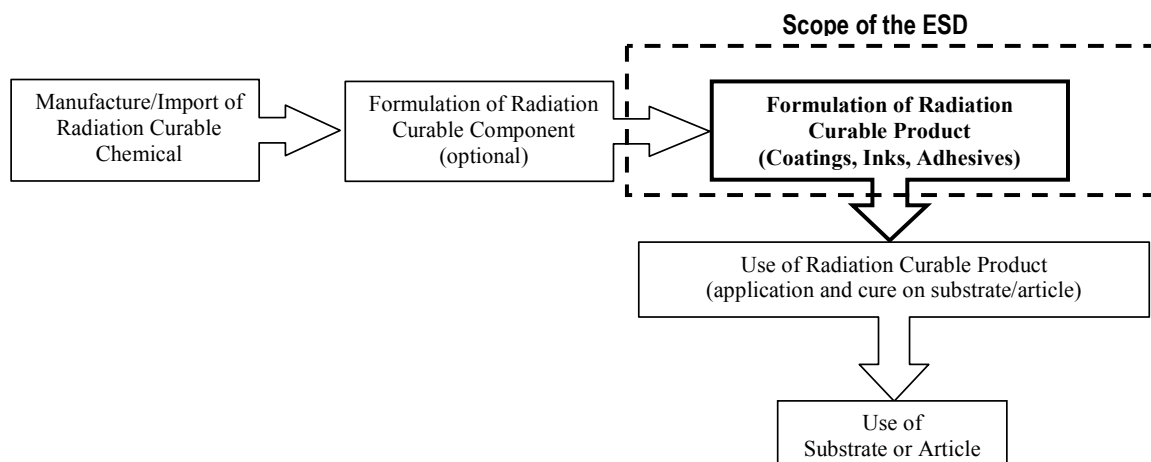 Scope of the ESD
Manufacture/Import of
Radiation Curable
Chemical
Formulation of Radiation
Curable Component
(optional)
Formulation of Radiation
Curable Product
(Coatings, Inks, Adhesives)
Use of Radiation Curable Product
(application and cure on substrate/article)
Use of
Substrate or Article